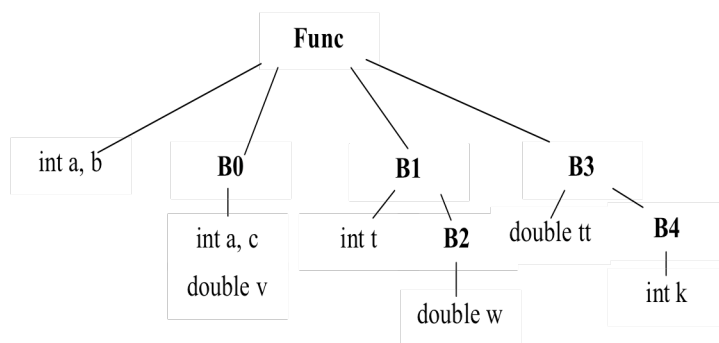 Func
int a, b
B0
B1
B3
int a, c
double v
int t
B2
double tt
B4
double w
int k